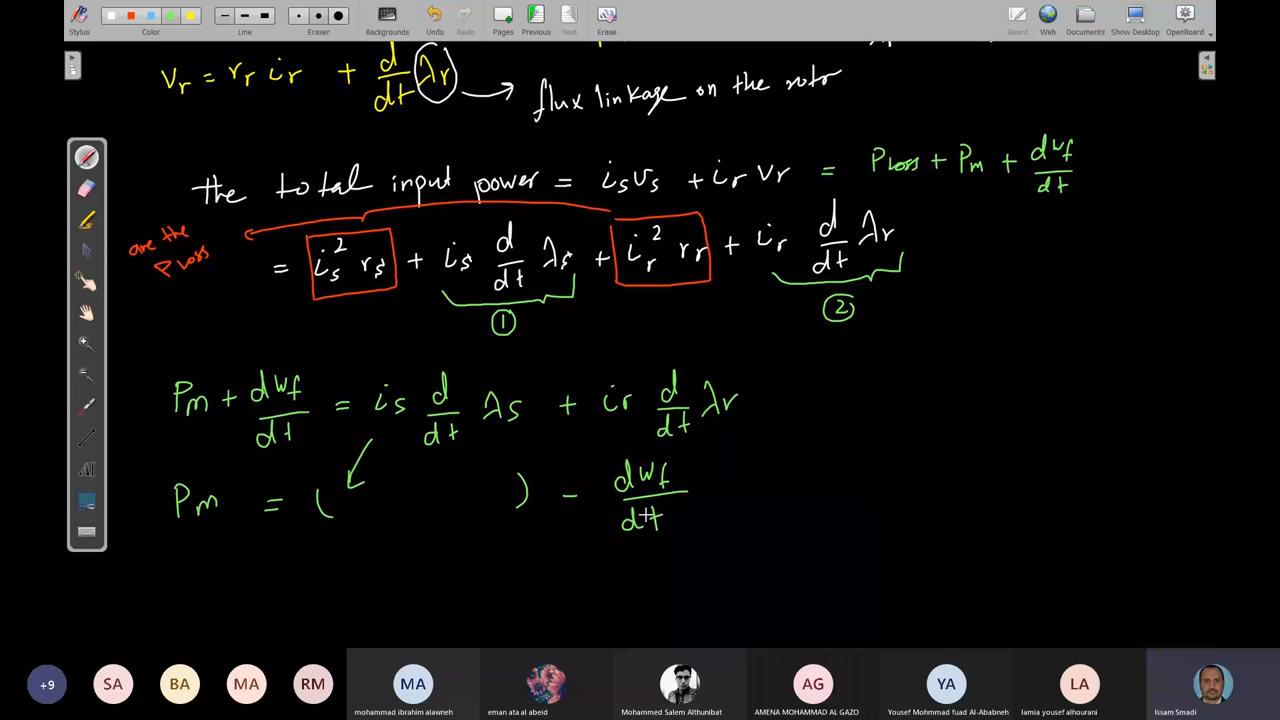 Stylus Color Line Eraser Backgrounds Undo Redo Pages Previous Next Erase Board Web Documents Show Desktop OpenBoard
Vr = rr ir + d/dt λr → flux linkage on the rotor
the total input power = is vs + ir vr = Ploss + Pm + dwf/dt
are the Ploss
= is² rs + is d/dt λs + ir² rr + ir d/dt λr
① ②
Pm + dwf/dt = is d/dt λs + ir d/dt λr
Pm = ( ) - dwf/dt
+9 SA BA MA RM MA AG YA LA
mohammad ibrahim alawneh eman ata al abeid Mohammed Salem Althunibat AMENA MOHAMMAD AL GAZO Yousef Mohmmad Fu Al-Ababneh lamia yousef alhourani Issam Smadi